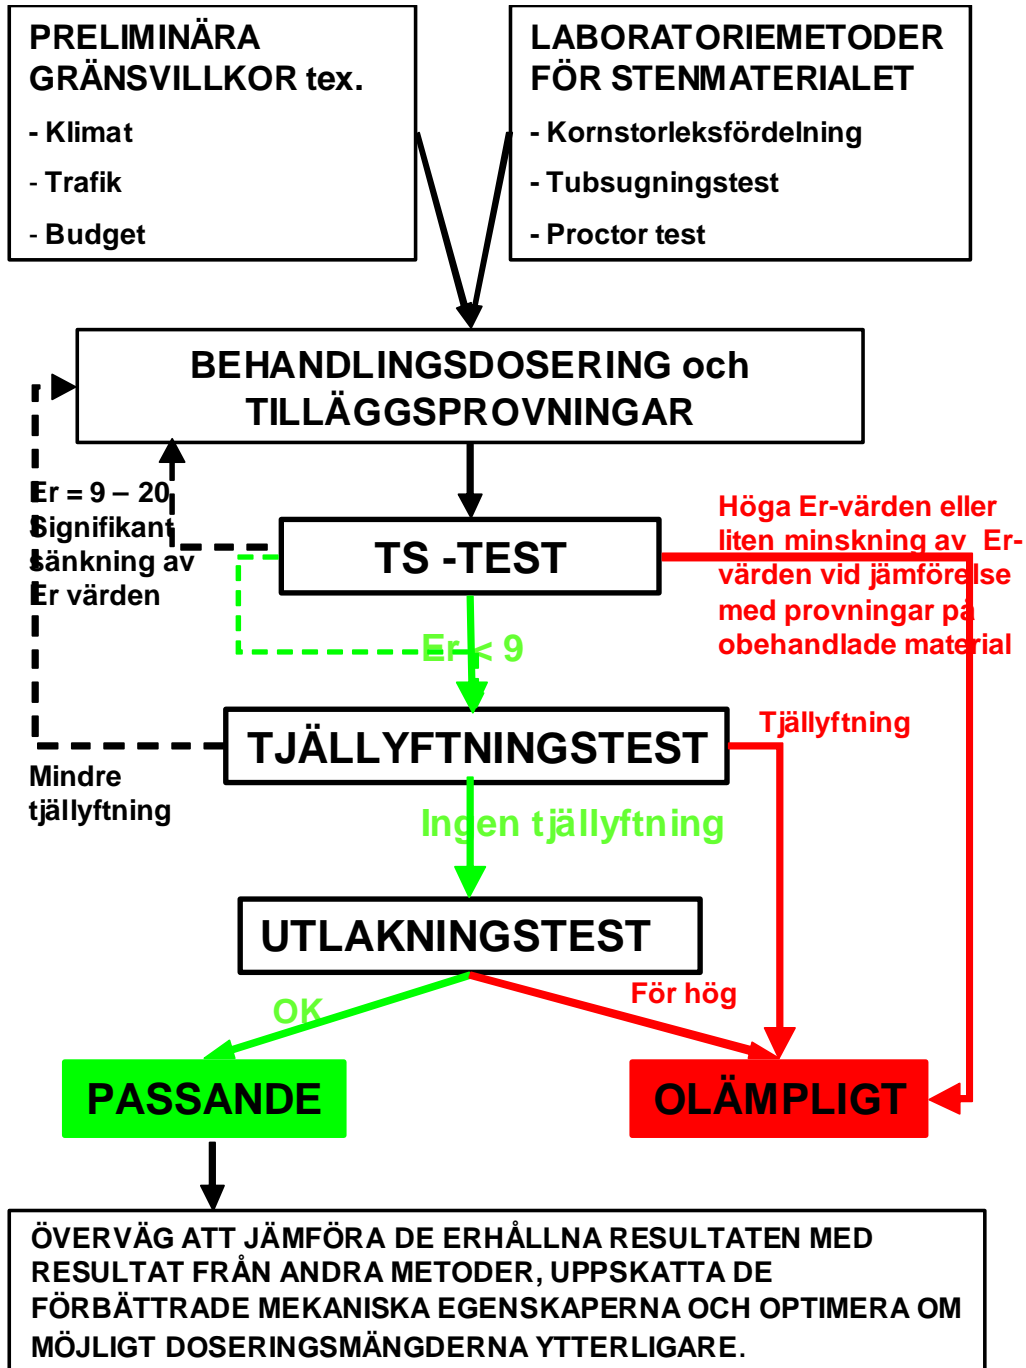 PRELIMINÄRA
GRÄNSVILLKOR tex.
- Klimat
- Trafik
- Budget
LABORATORIEMETODER
FÖR STENMATERIALET
- Kornstorleksfördelning
- Tubsugningstest
- Proctor test
BEHANDLINGSDOSERING och
TILLÄGGSPROVNINGAR
Er = 9 – 20
Signifikant
sänkning av
Er värden
TS -TEST
Höga Er-värden eller
liten minskning av Er-
värden vid jämförelse
med provningar på
obehandlade material
Er < 9
TJÄLLYFTNINGSTEST
Tjällyftning
Mindre
tjällyftning
Ingen tjällyftning
UTLAKNINGSTEST
OK
För hög
PASSANDE
OLÄMPLIGT
ÖVERVÄG ATT JÄMFÖRA DE ERHÅLLNA RESULTATEN MED
RESULTAT FRÅN ANDRA METODER, UPPSKATTA DE
FÖRBÄTTRADE MEKANISKA EGENSKAPERNA OCH OPTIMERA OM
MÖJLIGT DOSERINGSMÄNGDERNA YTTERLIGARE.